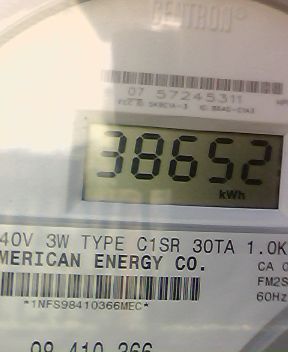 CENTRON®
07 57245311
38652
kWh
40V 3W TYPE C1SR 30TA 1.0K
MERICAN ENERGY CO. CA
FM2S
*1NFS98410366MEC* 60Hz
98 410 366